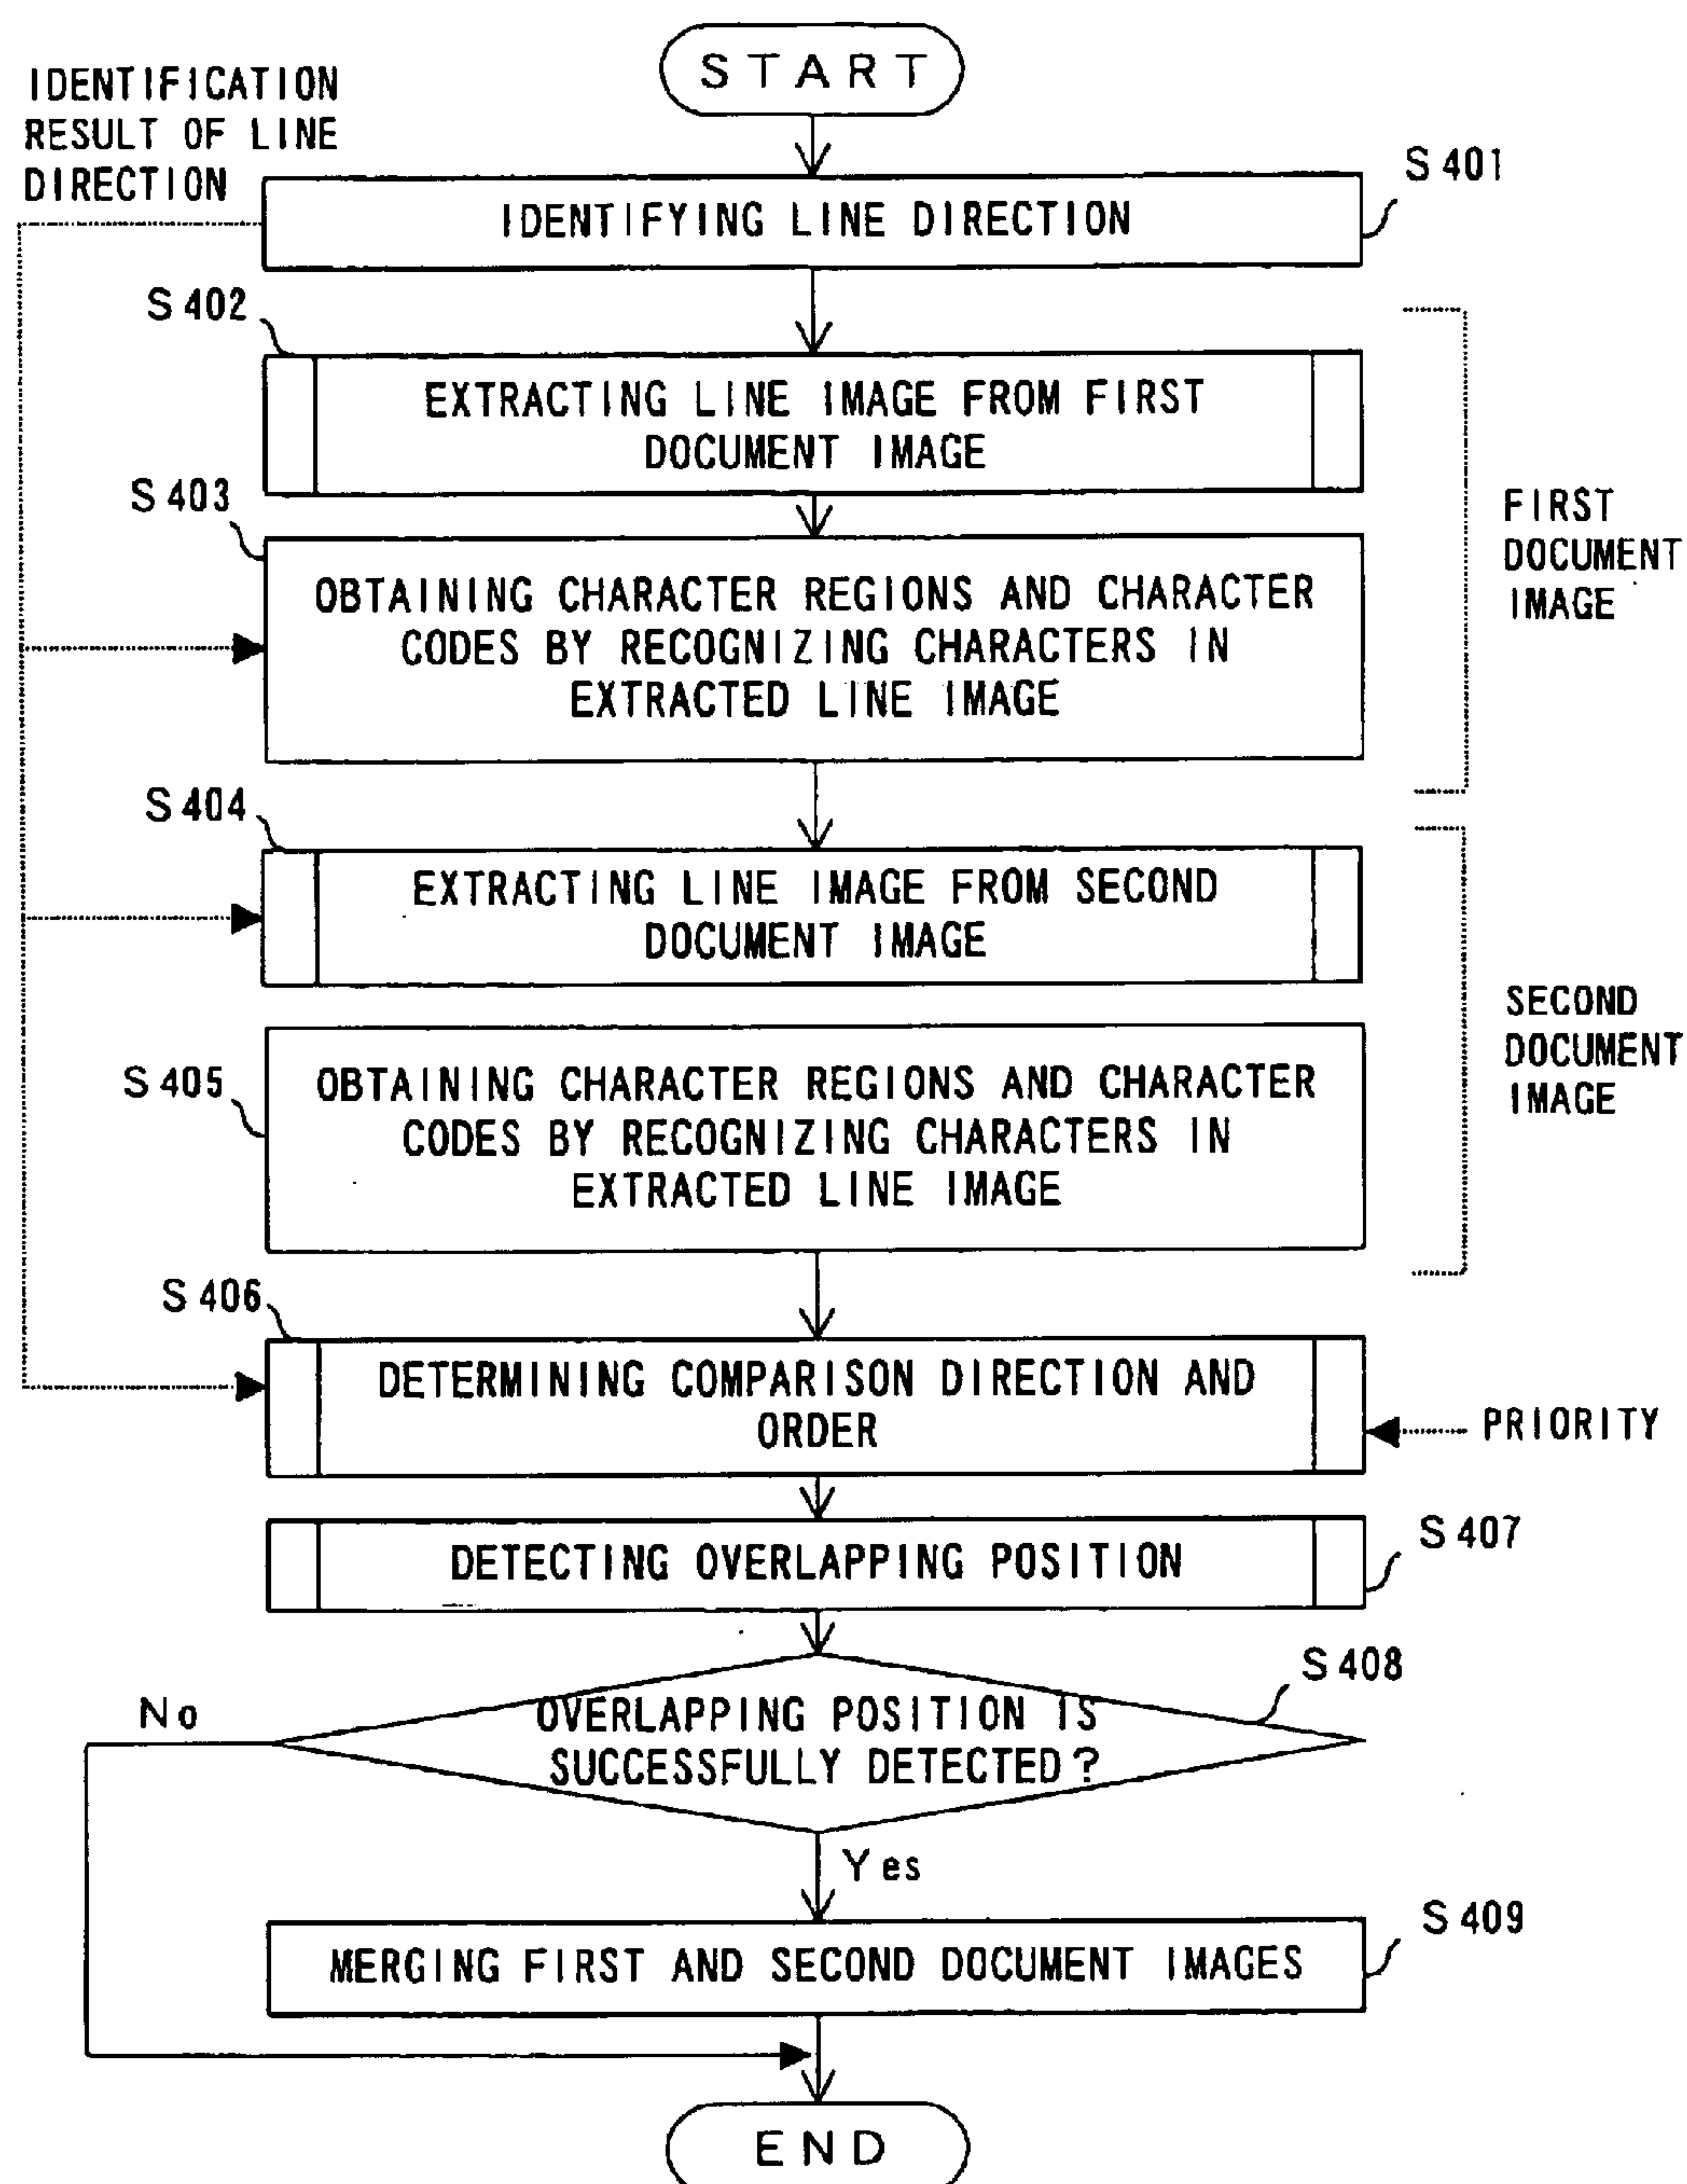 START
IDENTIFICATION
RESULT OF LINE
DIRECTION
S401
IDENTIFYING LINE DIRECTION
S402
EXTRACTING LINE IMAGE FROM FIRST
DOCUMENT IMAGE
S403
OBTAINING CHARACTER REGIONS AND CHARACTER
CODES BY RECOGNIZING CHARACTERS IN
EXTRACTED LINE IMAGE
FIRST
DOCUMENT
IMAGE
S404
EXTRACTING LINE IMAGE FROM SECOND
DOCUMENT IMAGE
S405
OBTAINING CHARACTER REGIONS AND CHARACTER
CODES BY RECOGNIZING CHARACTERS IN
EXTRACTED LINE IMAGE
SECOND
DOCUMENT
IMAGE
S406
DETERMINING COMPARISON DIRECTION AND
ORDER
PRIORITY
S407
DETECTING OVERLAPPING POSITION
S408
OVERLAPPING POSITION IS
SUCCESSFULLY DETECTED?
No
Yes
S409
MERGING FIRST AND SECOND DOCUMENT IMAGES
END